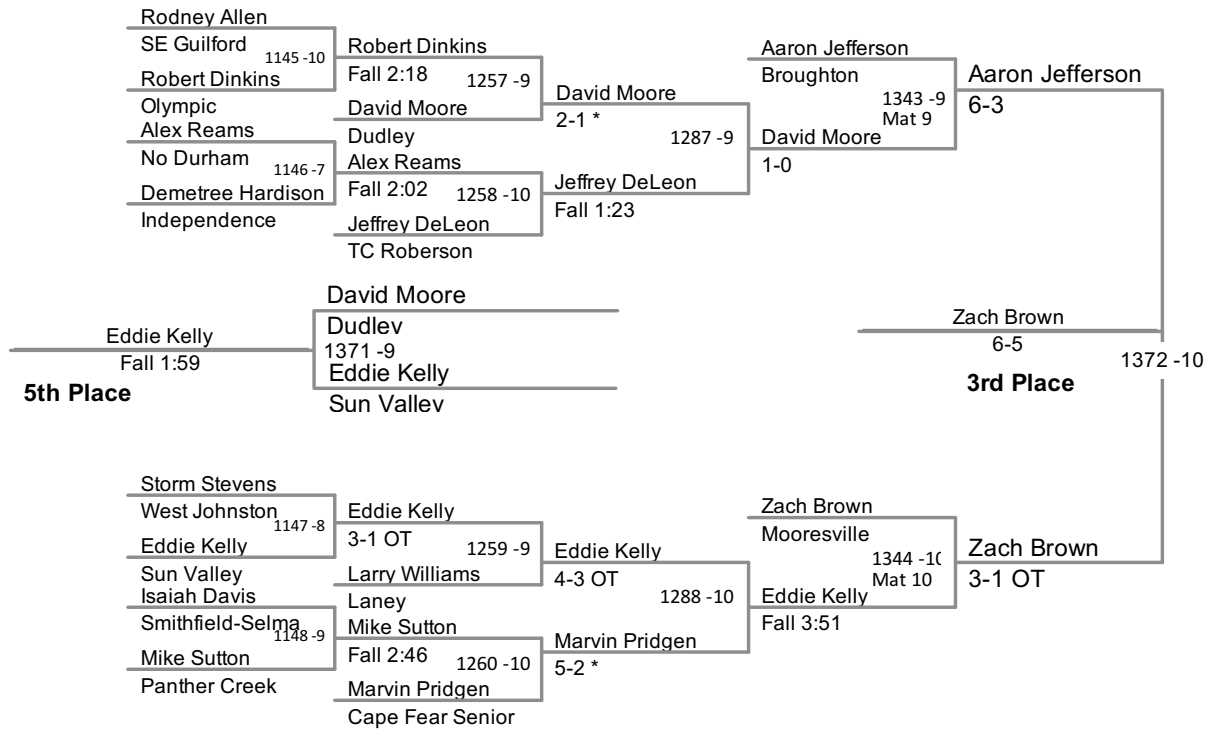 Rodney Allen
SE Guilford
1145 -10
Robert Dinkins
Olympic
Alex Reams
No Durham
1146 -7
Demetree Hardison
Independence
Robert Dinkins
Fall 2:18
1257 -9
David Moore
Dudley
Alex Reams
Fall 2:02
1258 -10
Jeffrey DeLeon
TC Roberson
David Moore
2-1 *
1287 -9
Jeffrey DeLeon
Fall 1:23
Aaron Jefferson
Broughton
1343 -9
Mat 9
David Moore
1-0
Aaron Jefferson
6-3
David Moore
Dudley
1371 -9
Eddie Kelly
Sun Valley
Eddie Kelly
Fall 1:59
5th Place
Zach Brown
6-5
1372 -10
3rd Place
Storm Stevens
West Johnston
1147 -8
Eddie Kelly
Sun Valley
Isaiah Davis
Smithfield-Selma
1148 -9
Mike Sutton
Panther Creek
Eddie Kelly
3-1 OT
1259 -9
Larry Williams
Laney
Mike Sutton
Fall 2:46
1260 -10
Marvin Pridgen
Cape Fear Senior
Eddie Kelly
4-3 OT
1288 -10
Marvin Pridgen
5-2 *
Zach Brown
Mooresville
1344 -10
Mat 10
Eddie Kelly
Fall 3:51
Zach Brown
3-1 OT